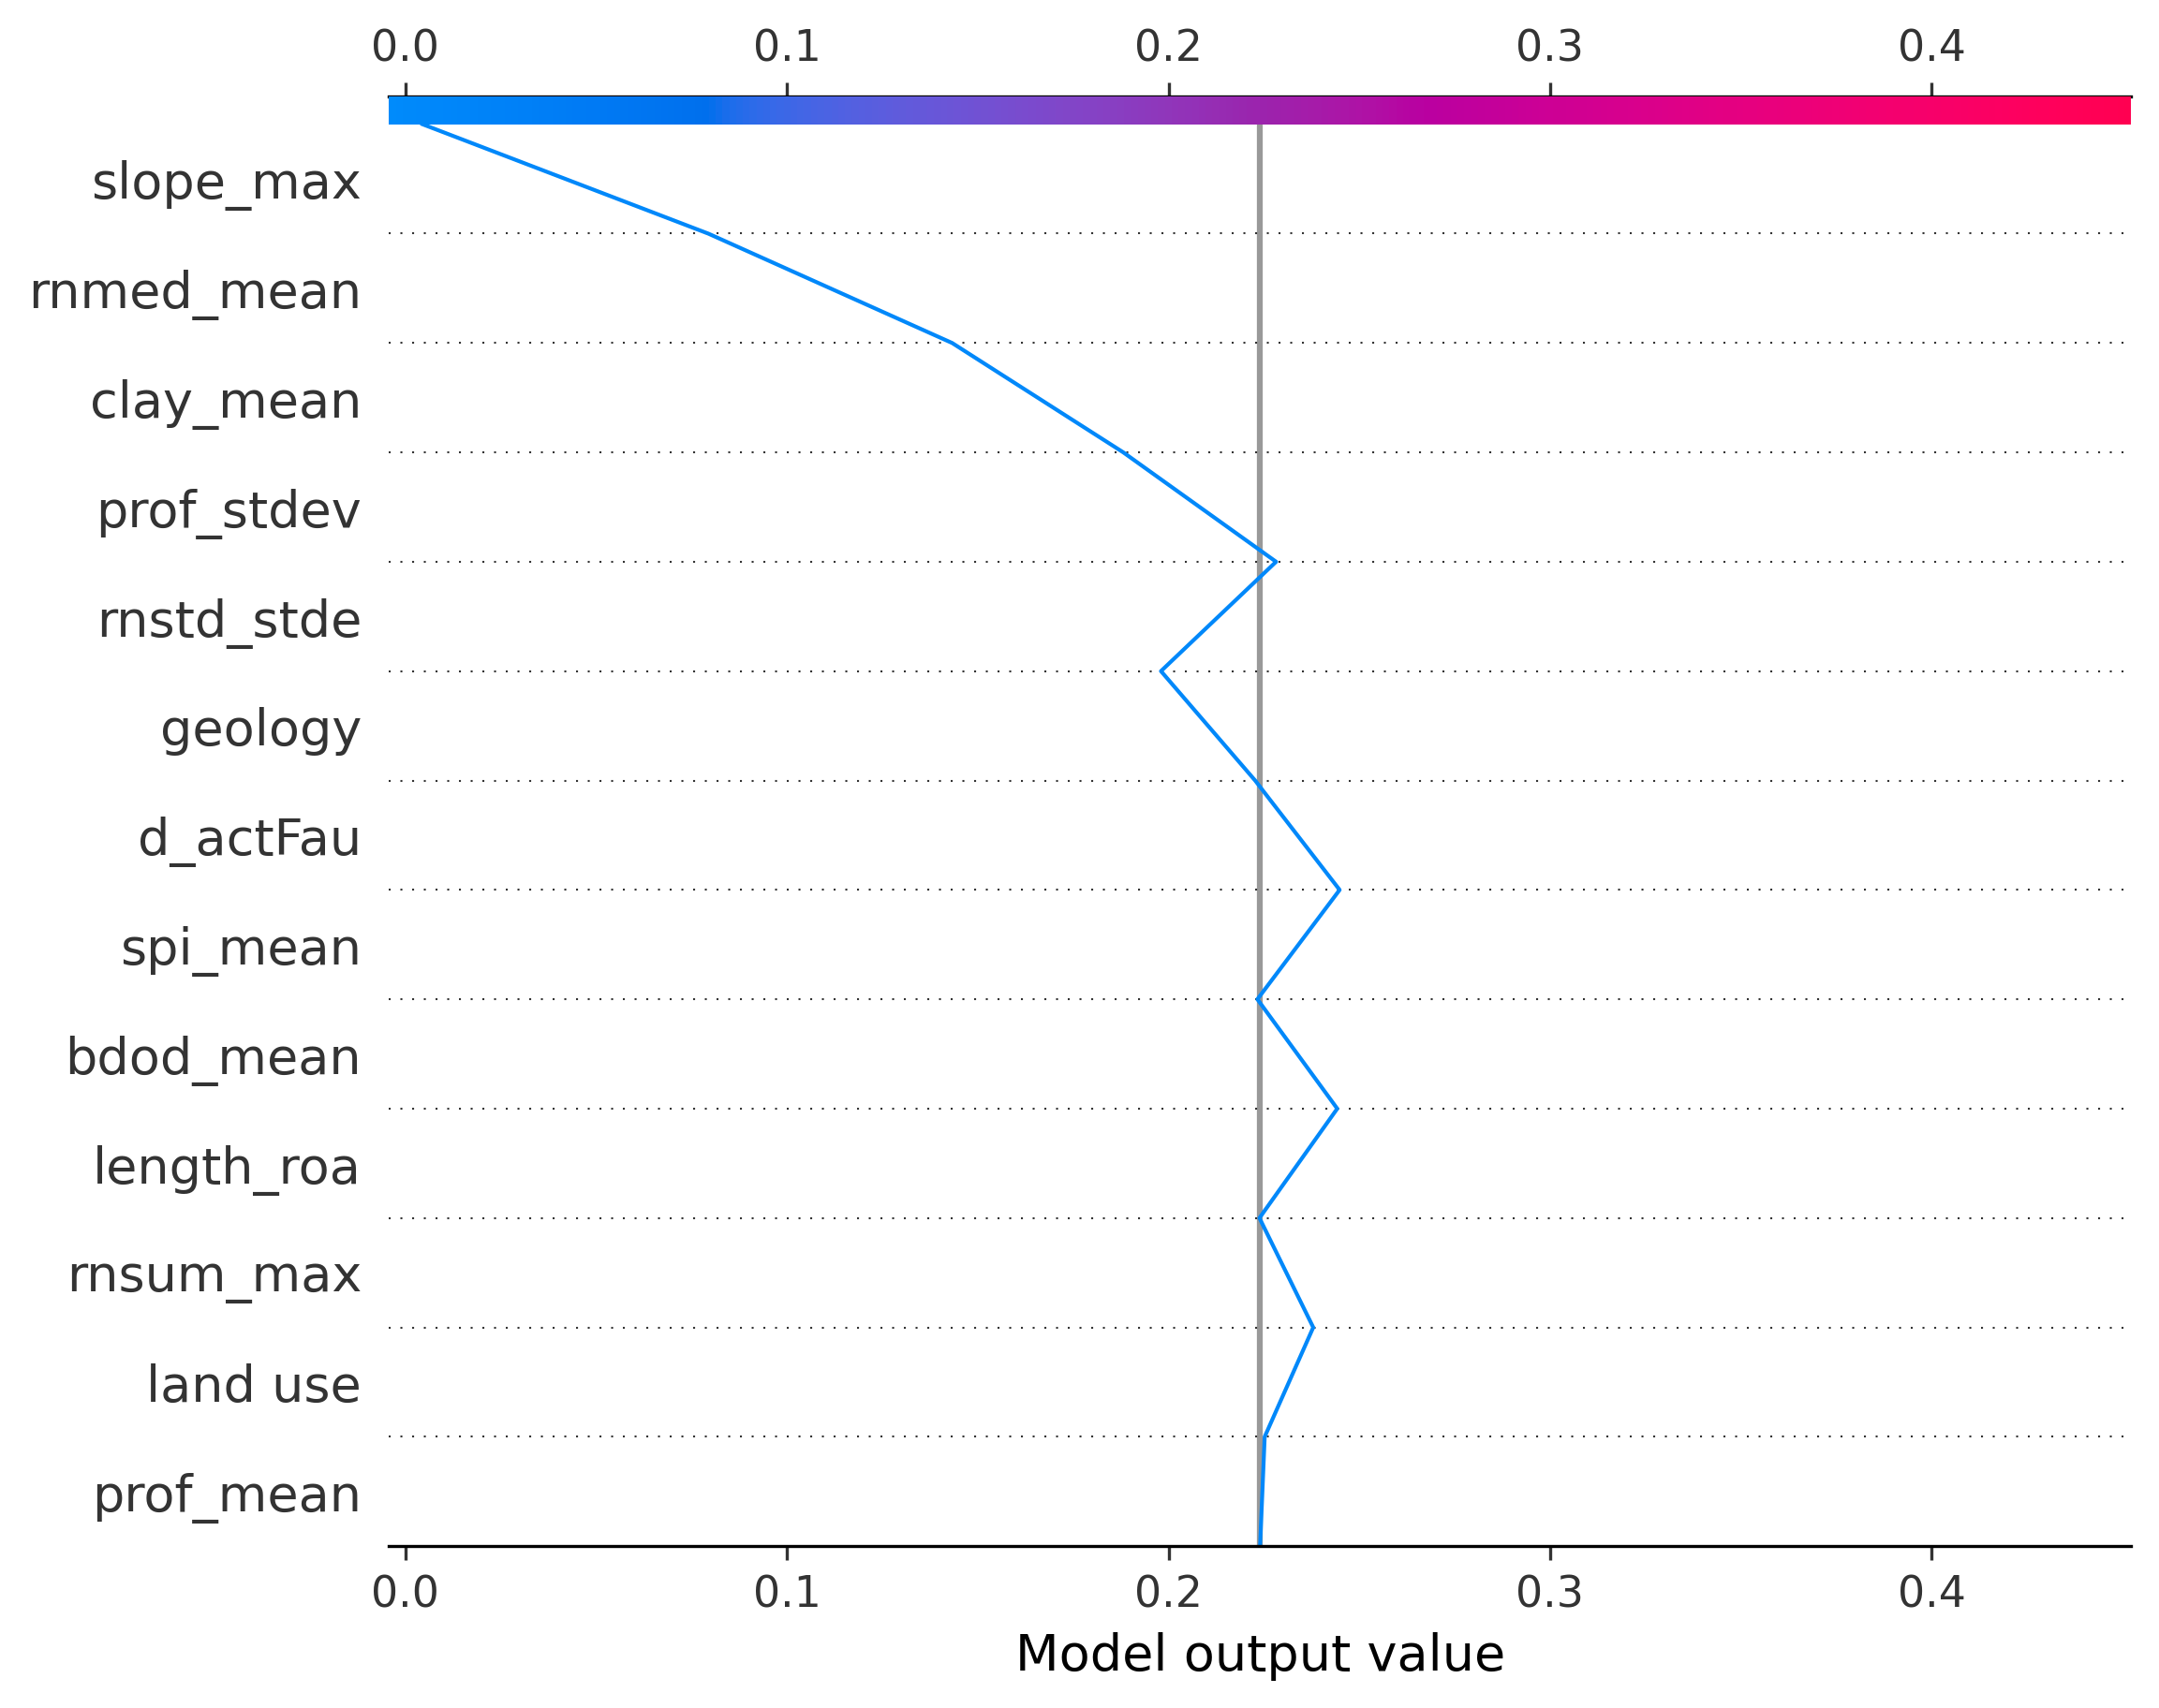 0.0 0.1 0.2 0.3 0.4
slope_max
rnmed_mean
clay_mean
prof_stdev
rnstd_stde
geology
d_actFau
spi_mean
bdod_mean
length_roa
rnsum_max
land use
prof_mean
0.0 0.1 0.2 0.3 0.4
Model output value